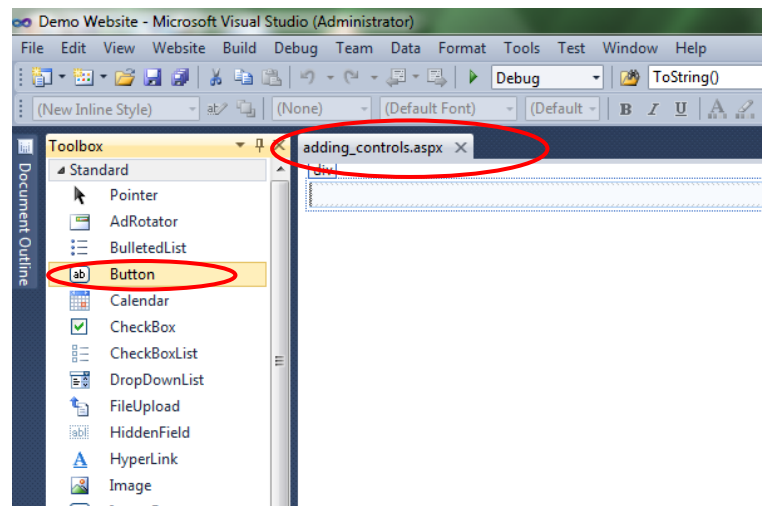 Demo Website - Microsoft Visual Studio (Administrator)
File Edit View Website Build Debug Team Data Format Tools Test Window Help
Debug ToString()
(New Inline Style) (None) (Default Font) (Default B I U A
Document Outline
Toolbox
adding_controls.aspx
Standard
div
Pointer
AdRotator
BulletedList
ab Button
Calendar
CheckBox
CheckBoxList
DropDownList
FileUpload
abl HiddenField
A HyperLink
Image